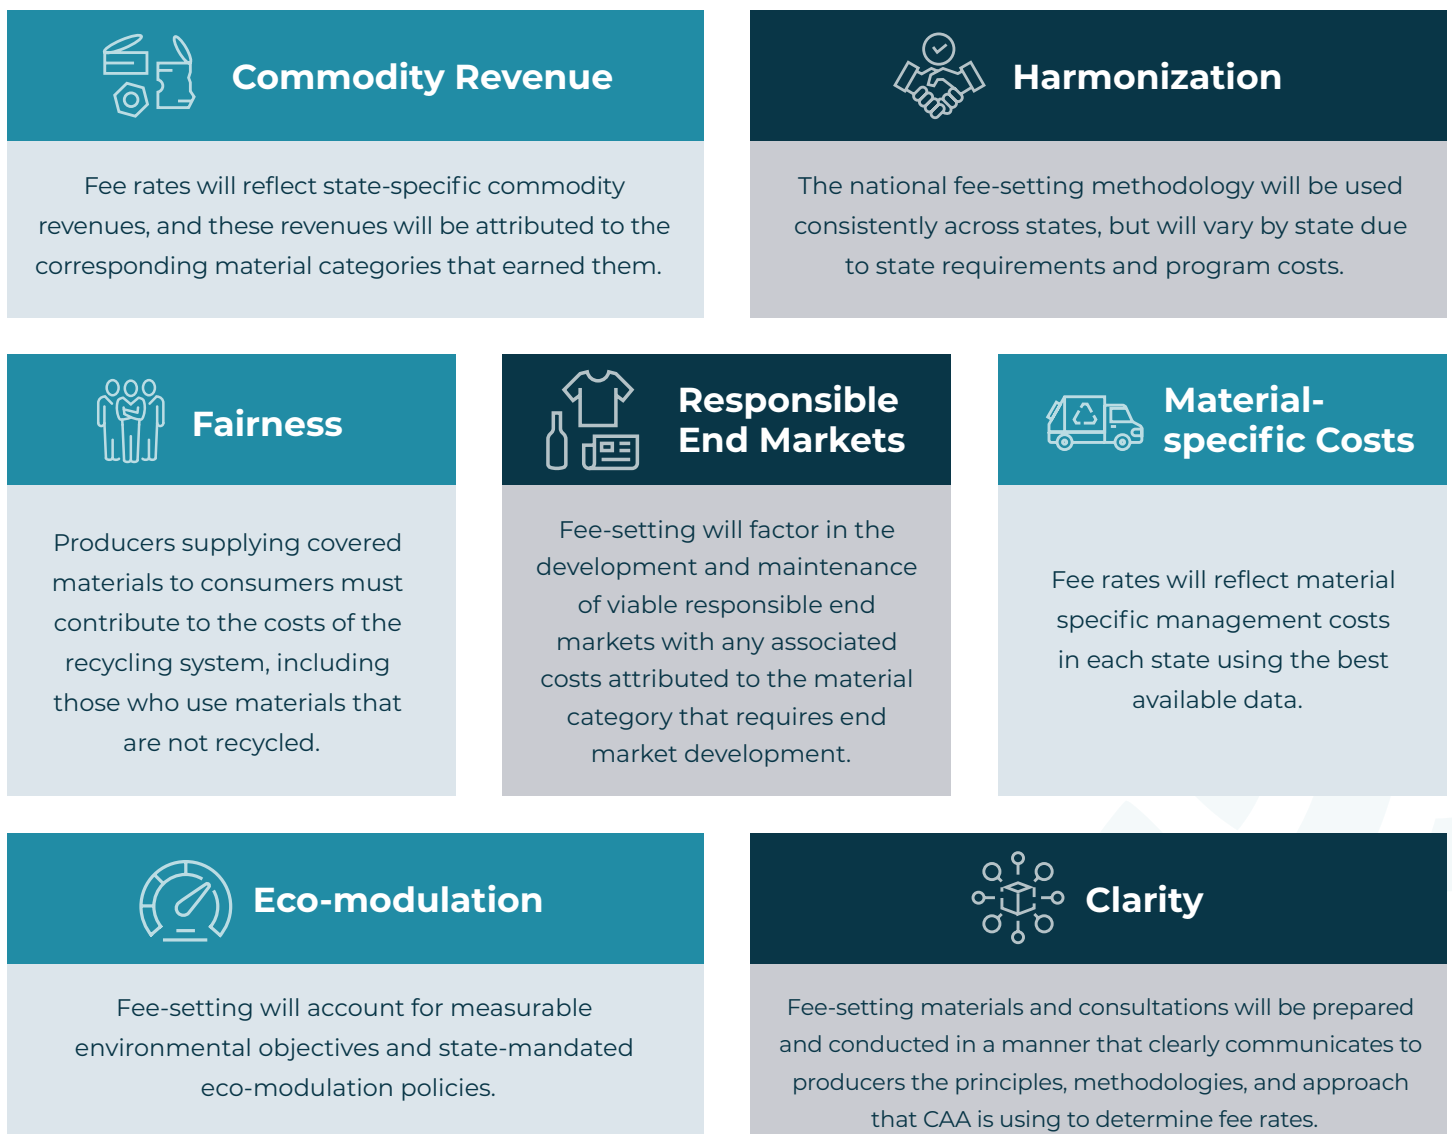 Commodity Revenue
Fee rates will reflect state-specific commodity
revenues, and these revenues will be attributed to the
corresponding material categories that earned them.
Harmonization
The national fee-setting methodology will be used
consistently across states, but will vary by state due
to state requirements and program costs.
Fairness
Producers supplying covered
materials to consumers must
contribute to the costs of the
recycling system, including
those who use materials that
are not recycled.
Responsible
End Markets
Fee-setting will factor in the
development and maintenance
of viable responsible end
markets with any associated
costs attributed to the material
category that requires end
market development.
Material-
specific Costs
Fee rates will reflect material
specific management costs
in each state using the best
available data.
Eco-modulation
Fee-setting will account for measurable
environmental objectives and state-mandated
eco-modulation policies.
Clarity
Fee-setting materials and consultations will be prepared
and conducted in a manner that clearly communicates to
producers the principles, methodologies, and approach
that CAA is using to determine fee rates.